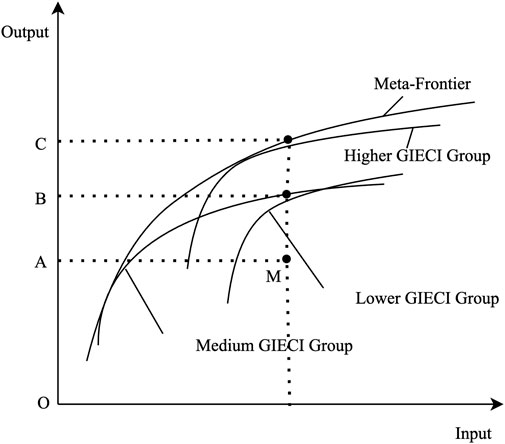 Output
Meta-Frontier
C
Higher GIECI Group
B
A
M
Lower GIECI Group
Medium GIECI Group
O
Input